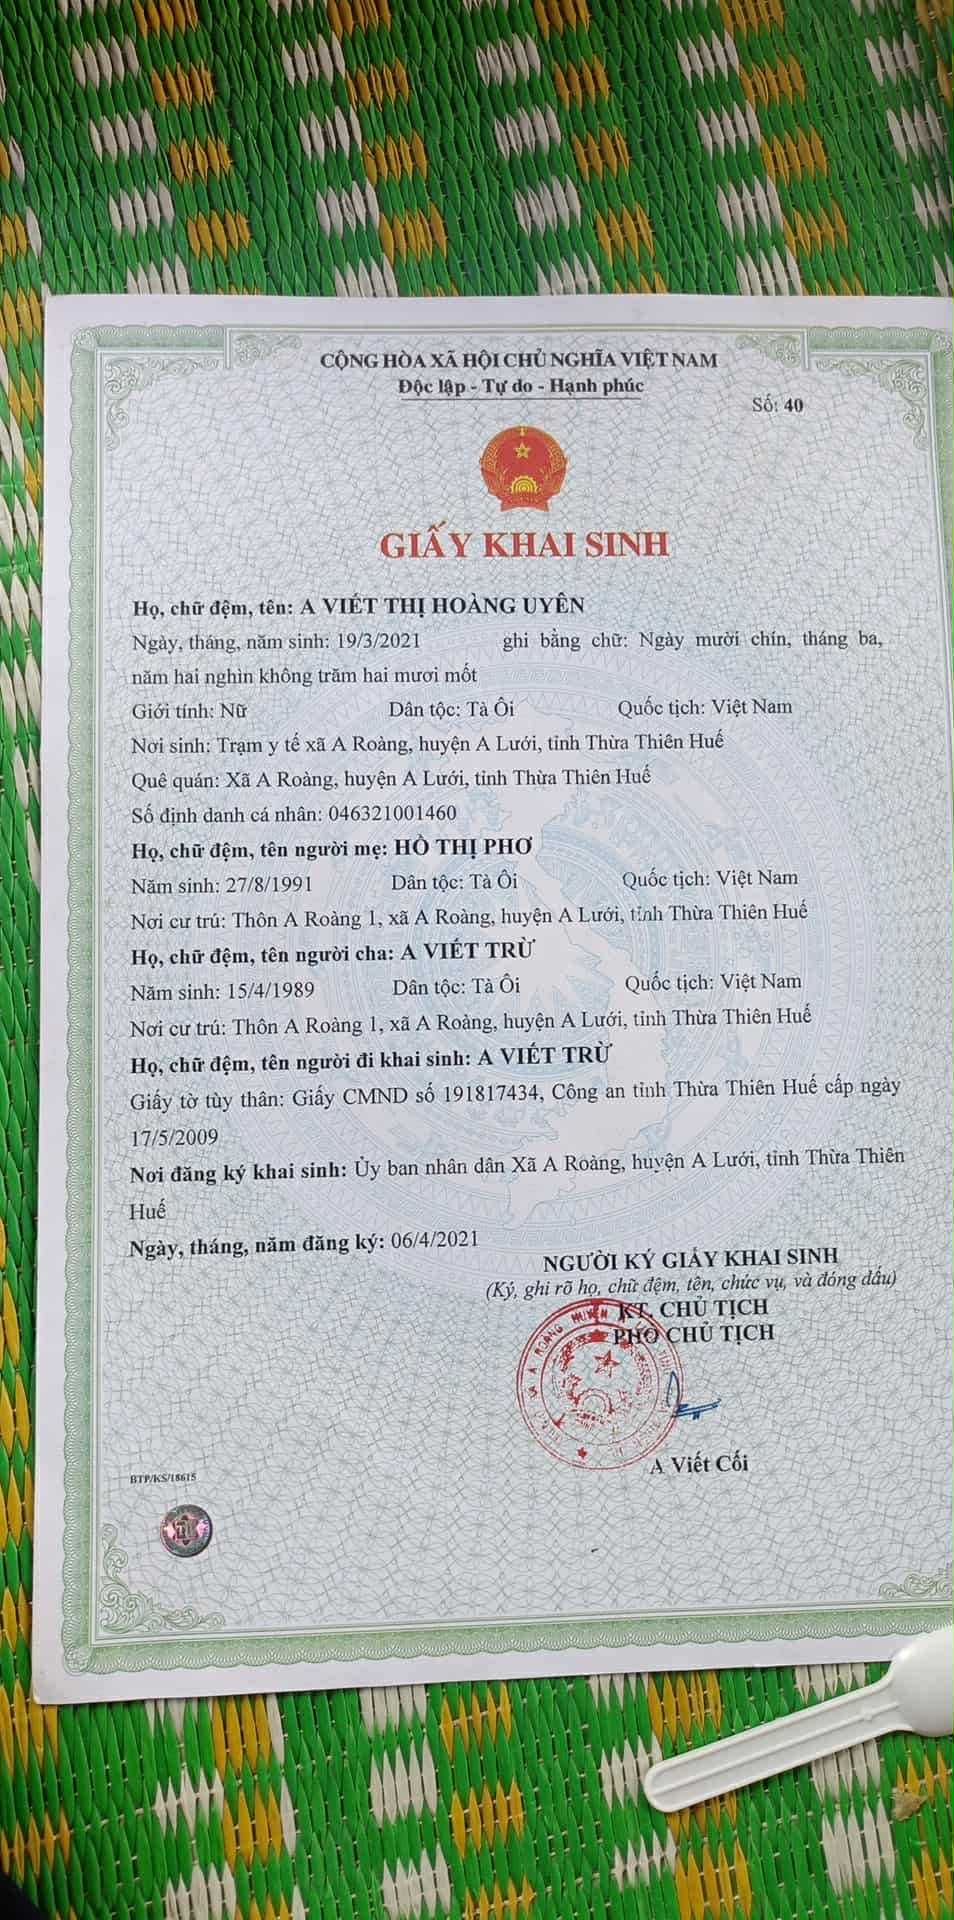 CỘNG HÒA XÃ HỘI CHỦ NGHĨA VIỆT NAM
Độc lập - Tự do - Hạnh phúc
Số: 40
GIẤY KHAI SINH
Họ, chữ đệm, tên: A VIẾT THỊ HOÀNG UYÊN
Ngày, tháng, năm sinh: 19/3/2021 ghi bằng chữ: Ngày mười chín, tháng ba,
năm hai nghìn không trăm hai mươi mốt
Giới tính: Nữ Dân tộc: Tà Ôi Quốc tịch: Việt Nam
Nơi sinh: Trạm y tế xã A Roàng, huyện A Lưới, tỉnh Thừa Thiên Huế
Quê quán: Xã A Roàng, huyện A Lưới, tỉnh Thừa Thiên Huế
Số định danh cá nhân: 046321001460
Họ, chữ đệm, tên người mẹ: HỒ THỊ PHƠ
Năm sinh: 27/8/1991 Dân tộc: Tà Ôi Quốc tịch: Việt Nam
Nơi cư trú: Thôn A Roàng 1, xã A Roàng, huyện A Lưới, tỉnh Thừa Thiên Huế
Họ, chữ đệm, tên người cha: A VIẾT TRỪ
Năm sinh: 15/4/1989 Dân tộc: Tà Ôi Quốc tịch: Việt Nam
Nơi cư trú: Thôn A Roàng 1, xã A Roàng, huyện A Lưới, tỉnh Thừa Thiên Huế
Họ, chữ đệm, tên người đi khai sinh: A VIẾT TRỪ
Giấy tờ tùy thân: Giấy CMND số 191817434, Công an tỉnh Thừa Thiên Huế cấp ngày
17/5/2009
Nơi đăng ký khai sinh: Ủy ban nhân dân Xã A Roàng, huyện A Lưới, tỉnh Thừa Thiên
Huế
Ngày, tháng, năm đăng ký: 06/4/2021
NGƯỜI KÝ GIẤY KHAI SINH
(Ký, ghi rõ họ, chữ đệm, tên, chức vụ, và đóng dấu)
KT. CHỦ TỊCH
PHÓ CHỦ TỊCH
A ROÀNG HUYỆN A
A Viết Cối
BTP/KS/18615